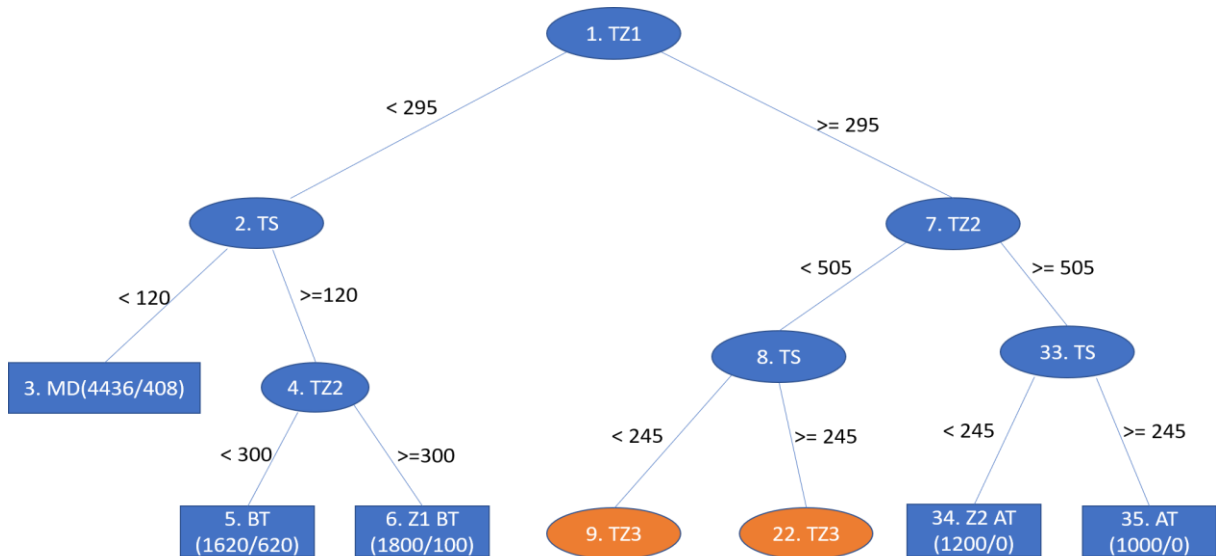 1. TZ1
< 295
>= 295
2. TS
7. TZ2
< 505
>= 505
< 120
>=120
8. TS
33. TS
3. MD(4436/408)
4. TZ2
< 245
>= 245
< 245
>= 245
< 300
>=300
5. BT
(1620/620)
6. Z1 BT
(1800/100)
9. TZ3
22. TZ3
34. Z2 AT
(1200/0)
35. AT
(1000/0)